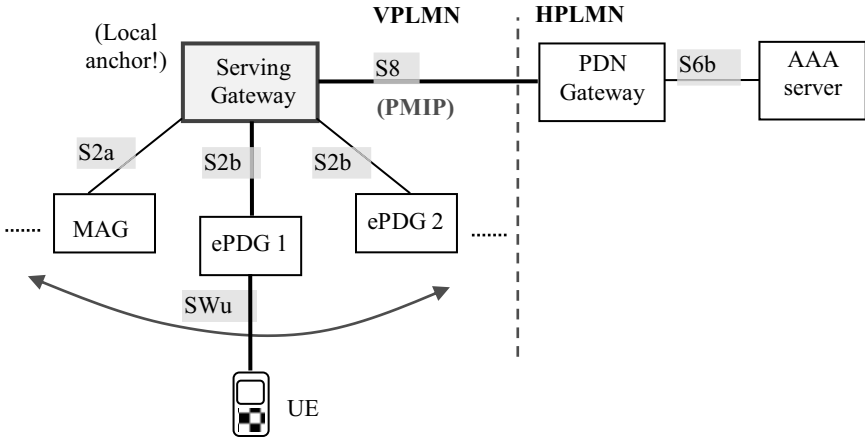 VPLMN
HPLMN
(Local
anchor!)
Serving
Gateway
S8
(PMIP)
PDN
Gateway
S6b
AAA
server
S2a
S2b
S2b
MAG
ePDG 1
ePDG 2
SWu
UE